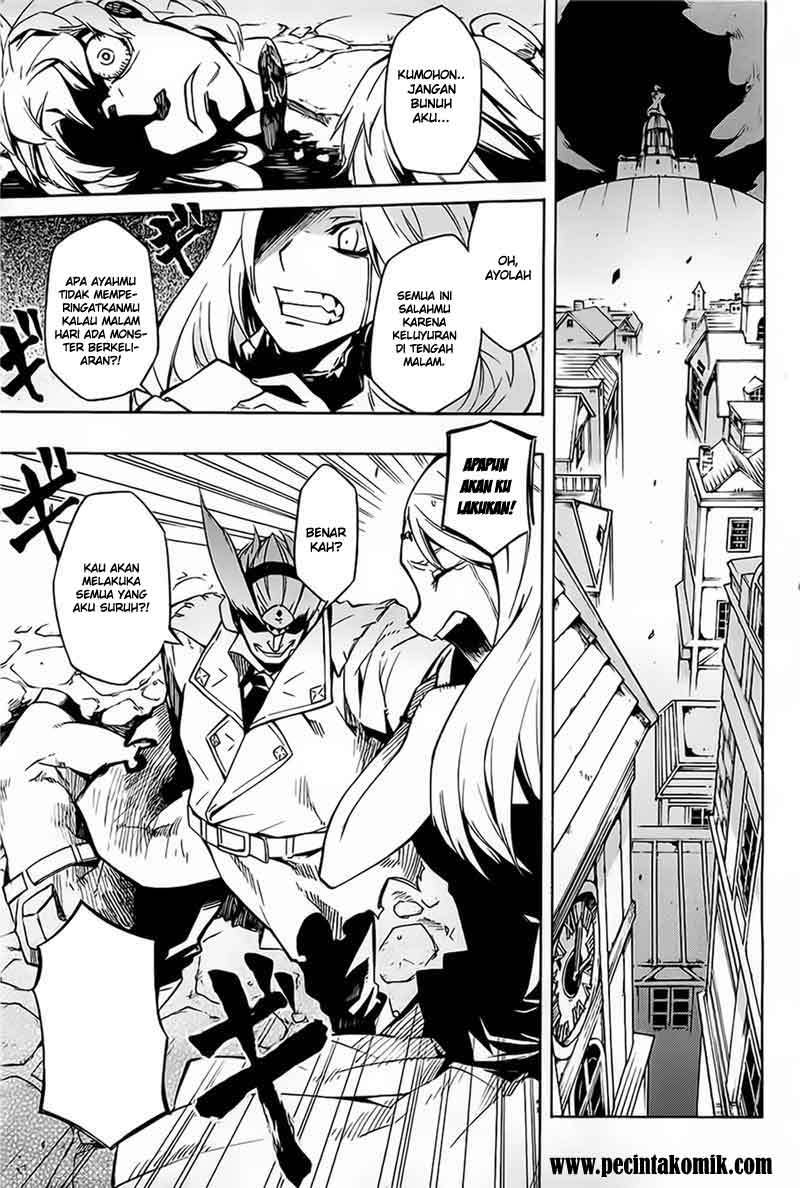 KUMOHON..
JANGAN
BUNUH
AKU...
OH,
AYOLAH
SEMUA INI
SALAHMU
KARENA
KELUYURAN
DI TENGAH
MALAM.
APA AYAHMU
TIDAK MEMPE-
RINGATKANMU
KALAU MALAM
HARI ADA MONS-
TER BERKELI-
ARAN?!
ギ
ギ
APAPUN
AKAN KU
LAKUKAN!
BENAR
KAH?
KAU AKAN
MELAKUKA
SEMUA YANG
AKU SURUH?!
ギ
ギ
www.pecintakomik.com